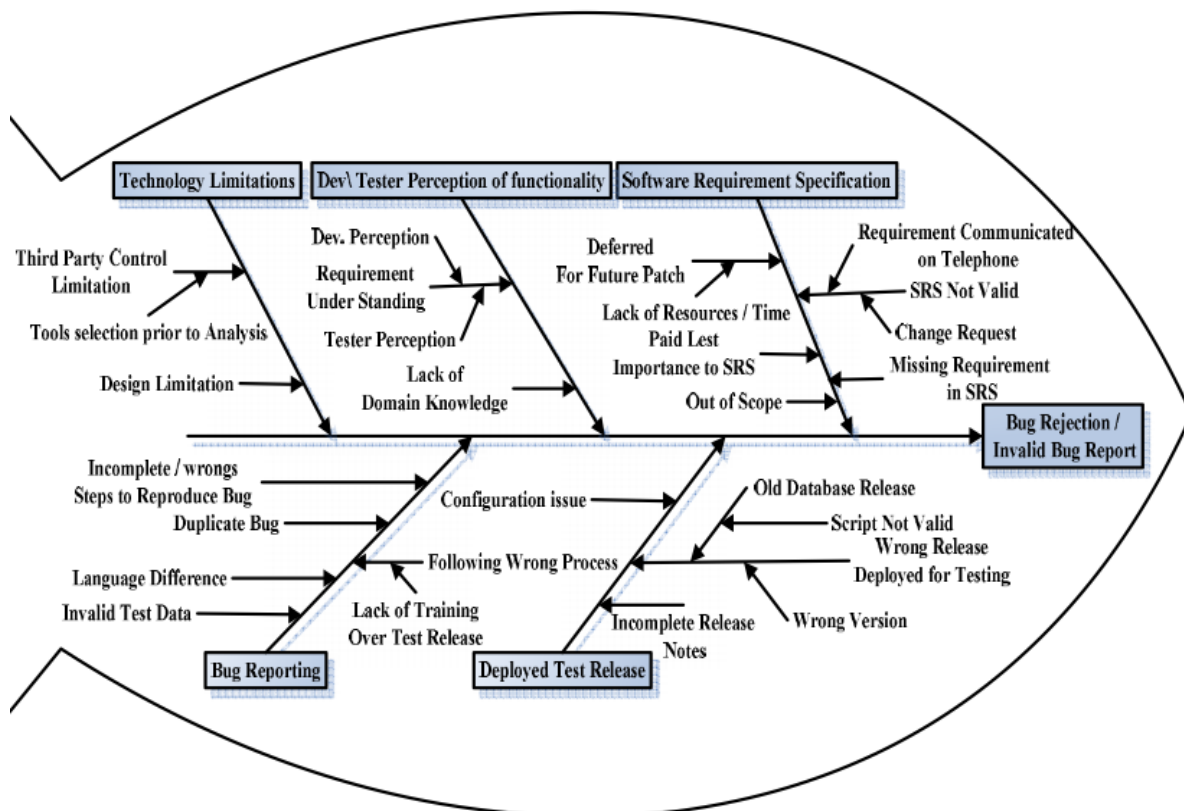 Technology Limitations
Dev\ Tester Perception of functionality
Software Requirement Specification
Third Party Control
Limitation
Tools selection prior to Analysis
Design Limitation
Dev. Perception
Requirement
Under Standing
Tester Perception
Lack of
Domain Knowledge
Deferred
For Future Patch
Lack of Resources / Time
Paid Lest
Importance to SRS
Out of Scope
Requirement Communicated
on Telephone
SRS Not Valid
Change Request
Missing Requirement
in SRS
Bug Rejection /
Invalid Bug Report
Incomplete / wrongs
Steps to Reproduce Bug
Duplicate Bug
Language Difference
Invalid Test Data
Following Wrong Process
Lack of Training
Over Test Release
Bug Reporting
Configuration issue
Old Database Release
Script Not Valid
Wrong Release
Deployed for Testing
Wrong Version
Incomplete Release
Notes
Deployed Test Release